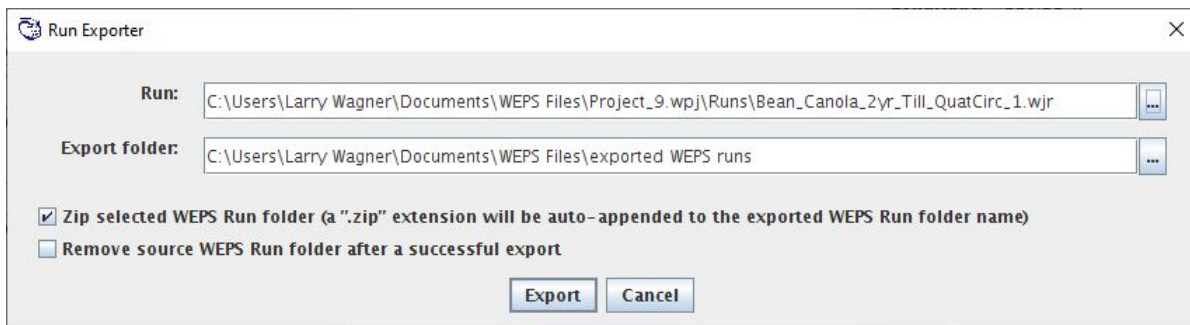 Run Exporter
Run: C:\Users\Larry Wagner\Documents\WEPS Files\Project_9.wpj\Runs\Bean_Canola_2yr_Till_QuatCirc_1.wjr ...
Export folder: C:\Users\Larry Wagner\Documents\WEPS Files\exported WEPS runs ...
Zip selected WEPS Run folder (a ".zip" extension will be auto-appended to the exported WEPS Run folder name)
Remove source WEPS Run folder after a successful export
Export Cancel